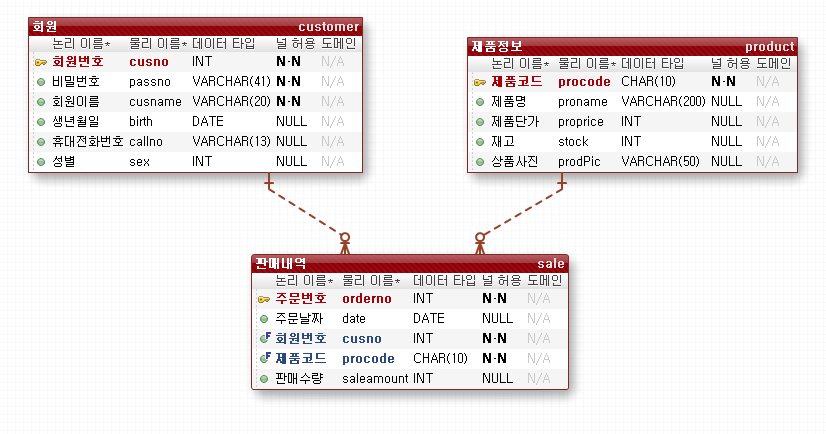 회원 customer
논리 이름* 물리 이름* 데이터 타입 널 허용 도메인
회원번호 cusno INT N-N N/A
비밀번호 passno VARCHAR(41) N-N N/A
회원이름 cusname VARCHAR(20) N-N N/A
생년월일 birth DATE NULL N/A
휴대전화번호 callno VARCHAR(13) NULL N/A
성별 sex INT NULL N/A
제품정보 product
논리 이름* 물리 이름* 데이터 타입 널 허용 도메인
제품코드 procode CHAR(10) N-N N/A
제품명 proname VARCHAR(200) NULL N/A
제품단가 proprice INT NULL N/A
재고 stock INT NULL N/A
상품사진 prodPic VARCHAR(50) NULL N/A
판매내역 sale
논리 이름* 물리 이름* 데이터 타입 널 허용 도메인
주문번호 orderno INT N-N N/A
주문날짜 date DATE NULL N/A
F 회원번호 cusno INT N-N N/A
F 제품코드 procode CHAR(10) N-N N/A
판매수량 saleamount INT NULL N/A